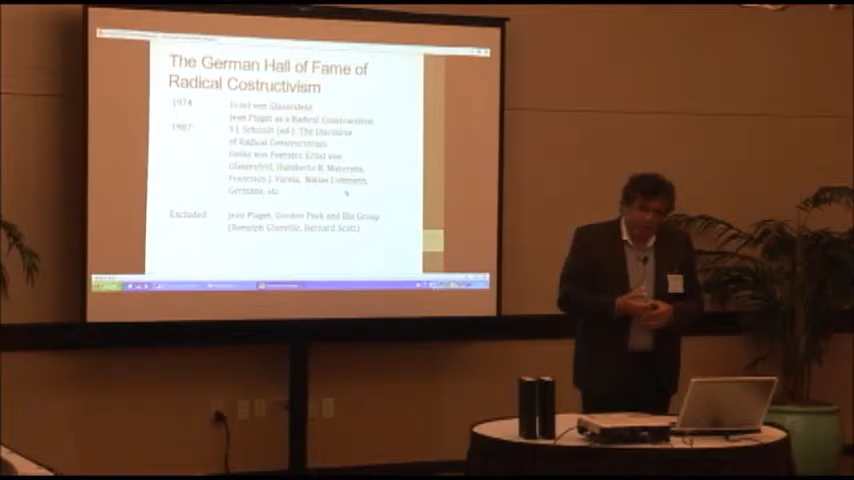 The German Hall of Fame of
Radical Costructivism
1974 Ernst von Glasersfeld
Jean Piaget as a Radical Constructivist
1987 S J. Schmidt (ed.): The Discourse
of Radical Constructivism
Heinz von Foerster, Ernst von
Glasersfeld, Humberto R. Maturana,
Francisco J. Varela, Niklas Luhmann,
Germana, etc.
Excluded Jean Piaget, Gordon Pask and His Group
(Ranulph Glanville, Bernard Scott)